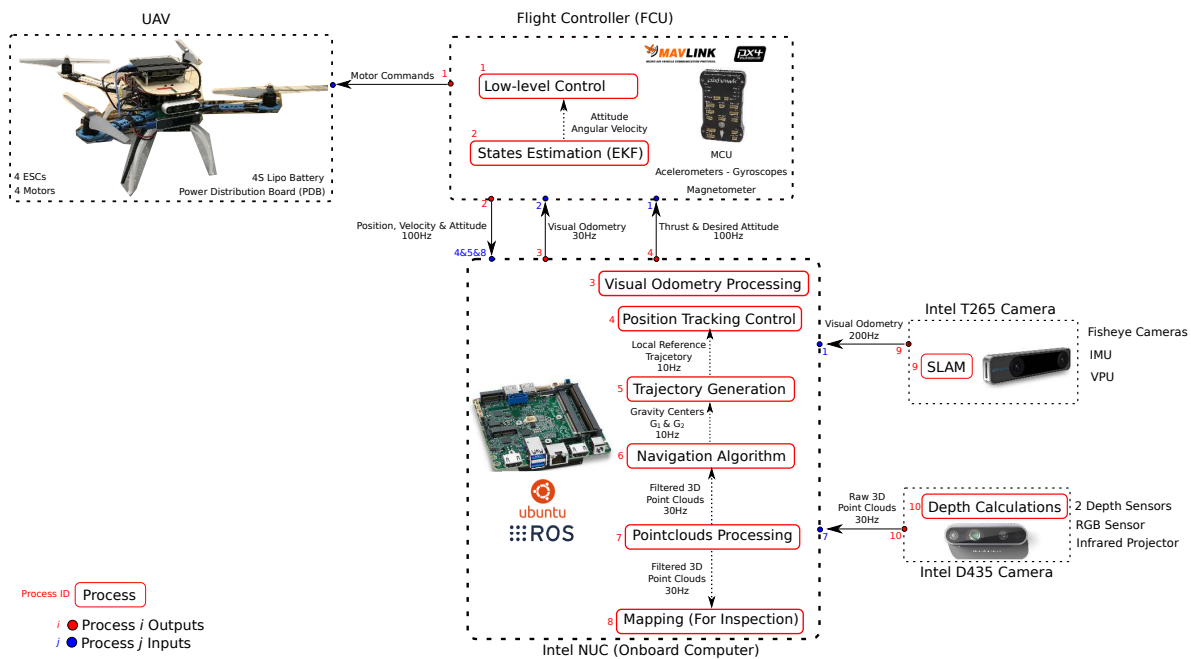 UAV
Flight Controller (FCU)
MAVLINK
MICRO AIR VEHICLE COMMUNICATION PROTOCOL
px4
autopilot
1
Low-level Control
1
Motor Commands
Attitude
Angular Velocity
2
States Estimation (EKF)
pixhawk
MCU
Acelerometers - Gyroscopes
Magnetometer
4 ESCs
4 Motors
4S Lipo Battery
Power Distribution Board (PDB)
2
2
1
Position, Velocity & Attitude
100Hz
Visual Odometry
30Hz
Thrust & Desired Attitude
100Hz
4&5&8
3
4
3
Visual Odometry Processing
4
Position Tracking Control
Local Reference
Trajcetory
10Hz
5
Trajectory Generation
Gravity Centers
G₁ & G₂
10Hz
6
Navigation Algorithm
Filtered 3D
Point Clouds
30Hz
7
Pointclouds Processing
Filtered 3D
Point Clouds
30Hz
8
Mapping (For Inspection)
ubuntu
ROS
Intel NUC (Onboard Computer)
Visual Odometry
200Hz
1
9
Intel T265 Camera
9
SLAM
Fisheye Cameras
IMU
VPU
Raw 3D
Point Clouds
30Hz
7
10
10
Depth Calculations
2 Depth Sensors
RGB Sensor
Infrared Projector
Intel D435 Camera
Process ID
Process
i
Process i Outputs
j
Process j Inputs